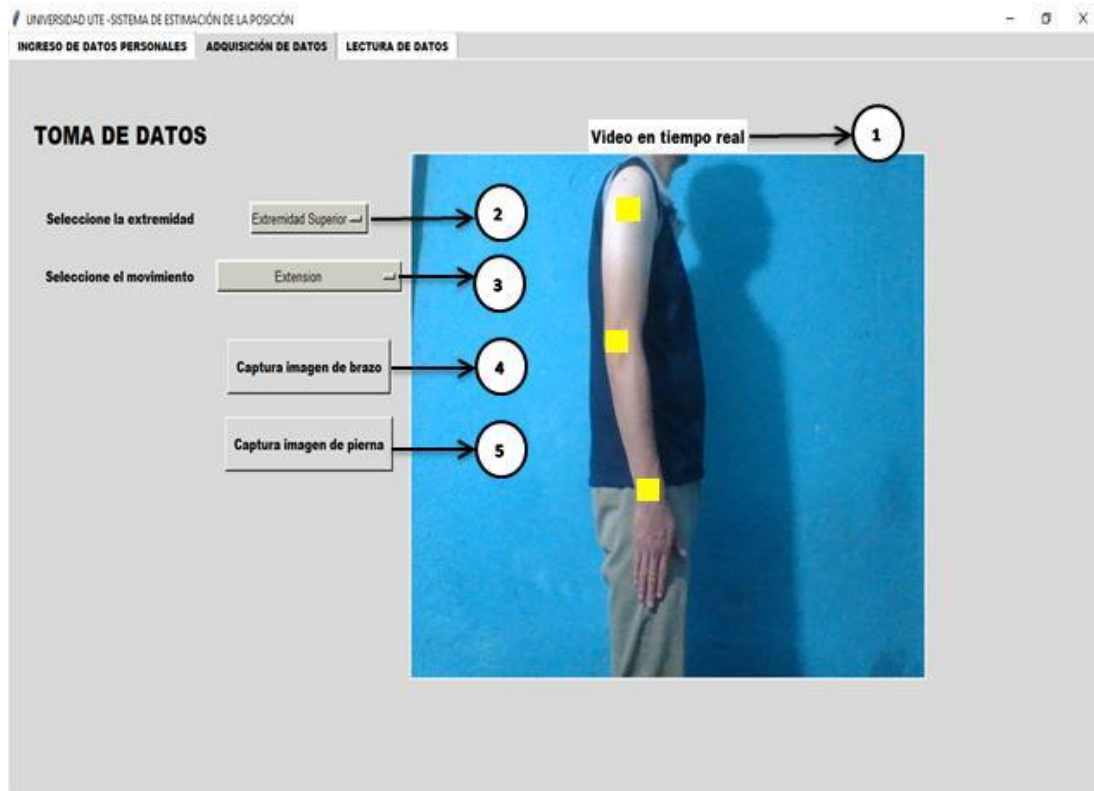 UNIVERSIDAD UTE -SISTEMA DE ESTIMACIÓN DE LA POSICIÓN
INGRESO DE DATOS PERSONALES
ADQUISICIÓN DE DATOS
LECTURA DE DATOS
TOMA DE DATOS
Video en tiempo real
1
Seleccione la extremidad
Extremidad Superior
2
Seleccione el movimiento
Extension
3
Captura imagen de brazo
4
Captura imagen de pierna
5